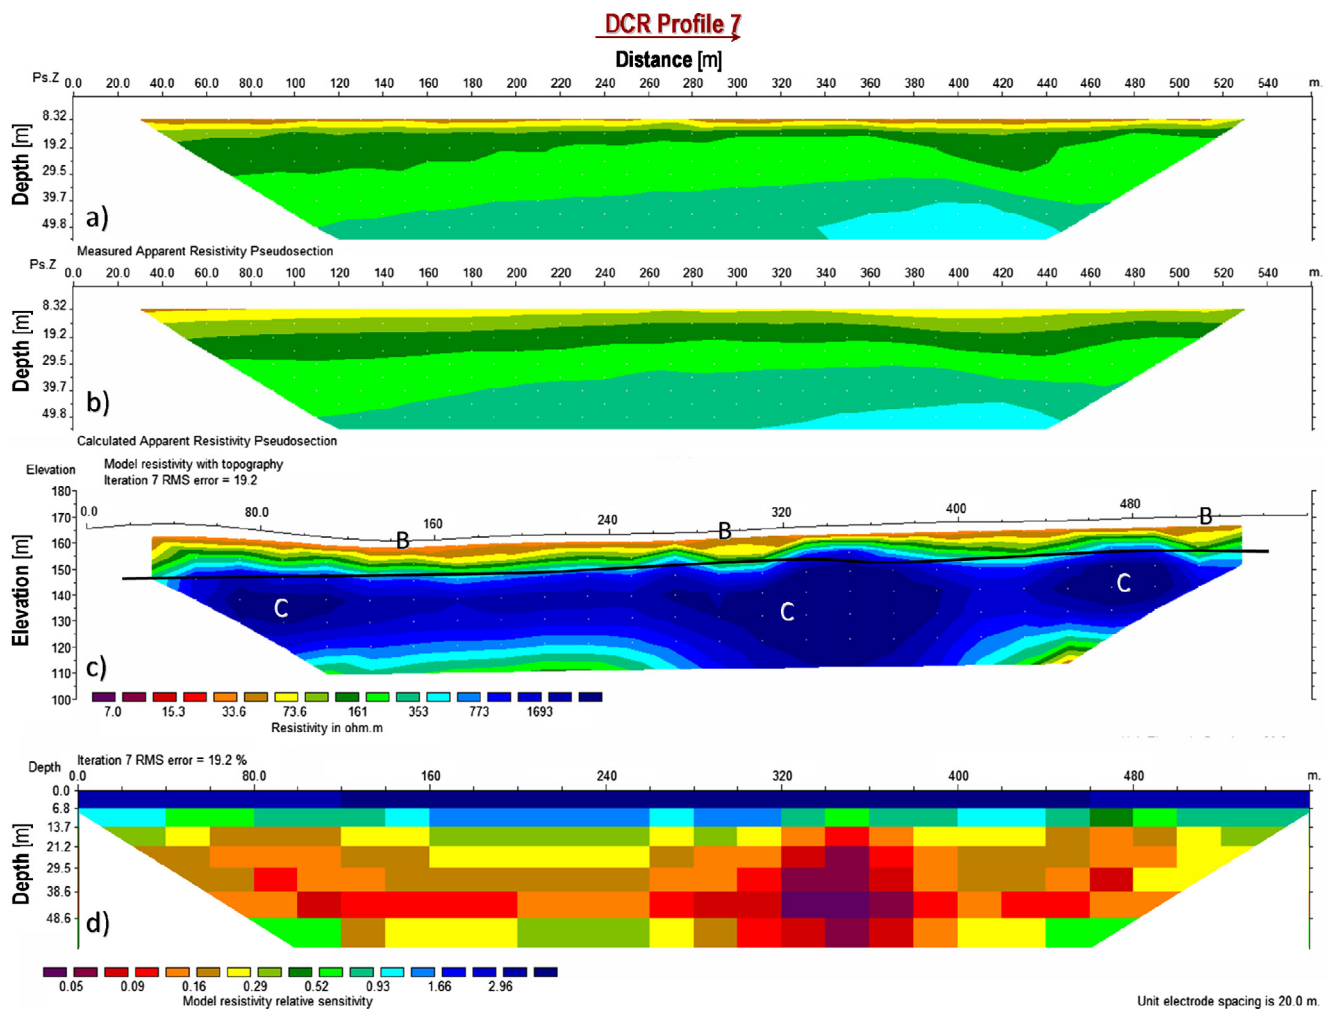 DCR Profile 7
Distance [m]
Ps.Z 0.0 20.0 40.0 60.0 80.0 100 120 140 160 180 200 220 240 260 280 300 320 340 360 380 400 420 440 460 480 500 520 540 m.
8.32
19.2
29.5
39.7
49.8
Depth [m]
a)
Measured Apparent Resistivity Pseudosection
Ps.Z 0.0 20.0 40.0 60.0 80.0 100 120 140 160 180 200 220 240 260 280 300 320 340 360 380 400 420 440 460 480 500 520 540 m.
8.32
19.2
29.5
39.7
49.8
Depth [m]
b)
Calculated Apparent Resistivity Pseudosection
Elevation
Model resistivity with topography
Iteration 7 RMS error = 19.2
180
170
160
150
140
130
120
110
100
Elevation [m]
0.0 80.0 160 240 320 400 480
B B B
C C C
c)
7.0 15.3 33.6 73.6 161 353 773 1693
Resistivity in ohm.m
Iteration 7 RMS error = 19.2 %
Depth
0.0 80.0 160 240 320 400 480 m.
0.0
6.8
13.7
21.2
29.5
38.6
48.6
Depth [m]
d)
0.05 0.09 0.16 0.29 0.52 0.93 1.66 2.96
Model resistivity relative sensitivity
Unit electrode spacing is 20.0 m.